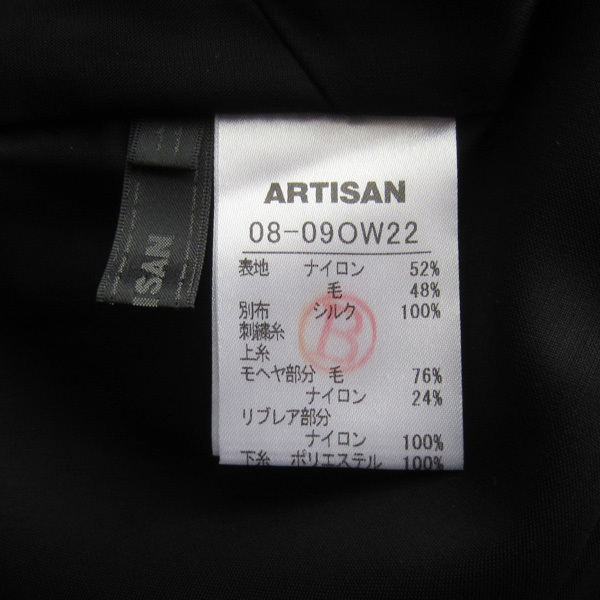 ARTISAN
08-09OW22
表地 ナイロン 52%
毛 48%
別布 シルク 100%
刺繍糸
上糸
モヘヤ部分 毛 76%
ナイロン 24%
リブレア部分
ナイロン 100%
下糸 ポリエステル 100%
B
ISAN